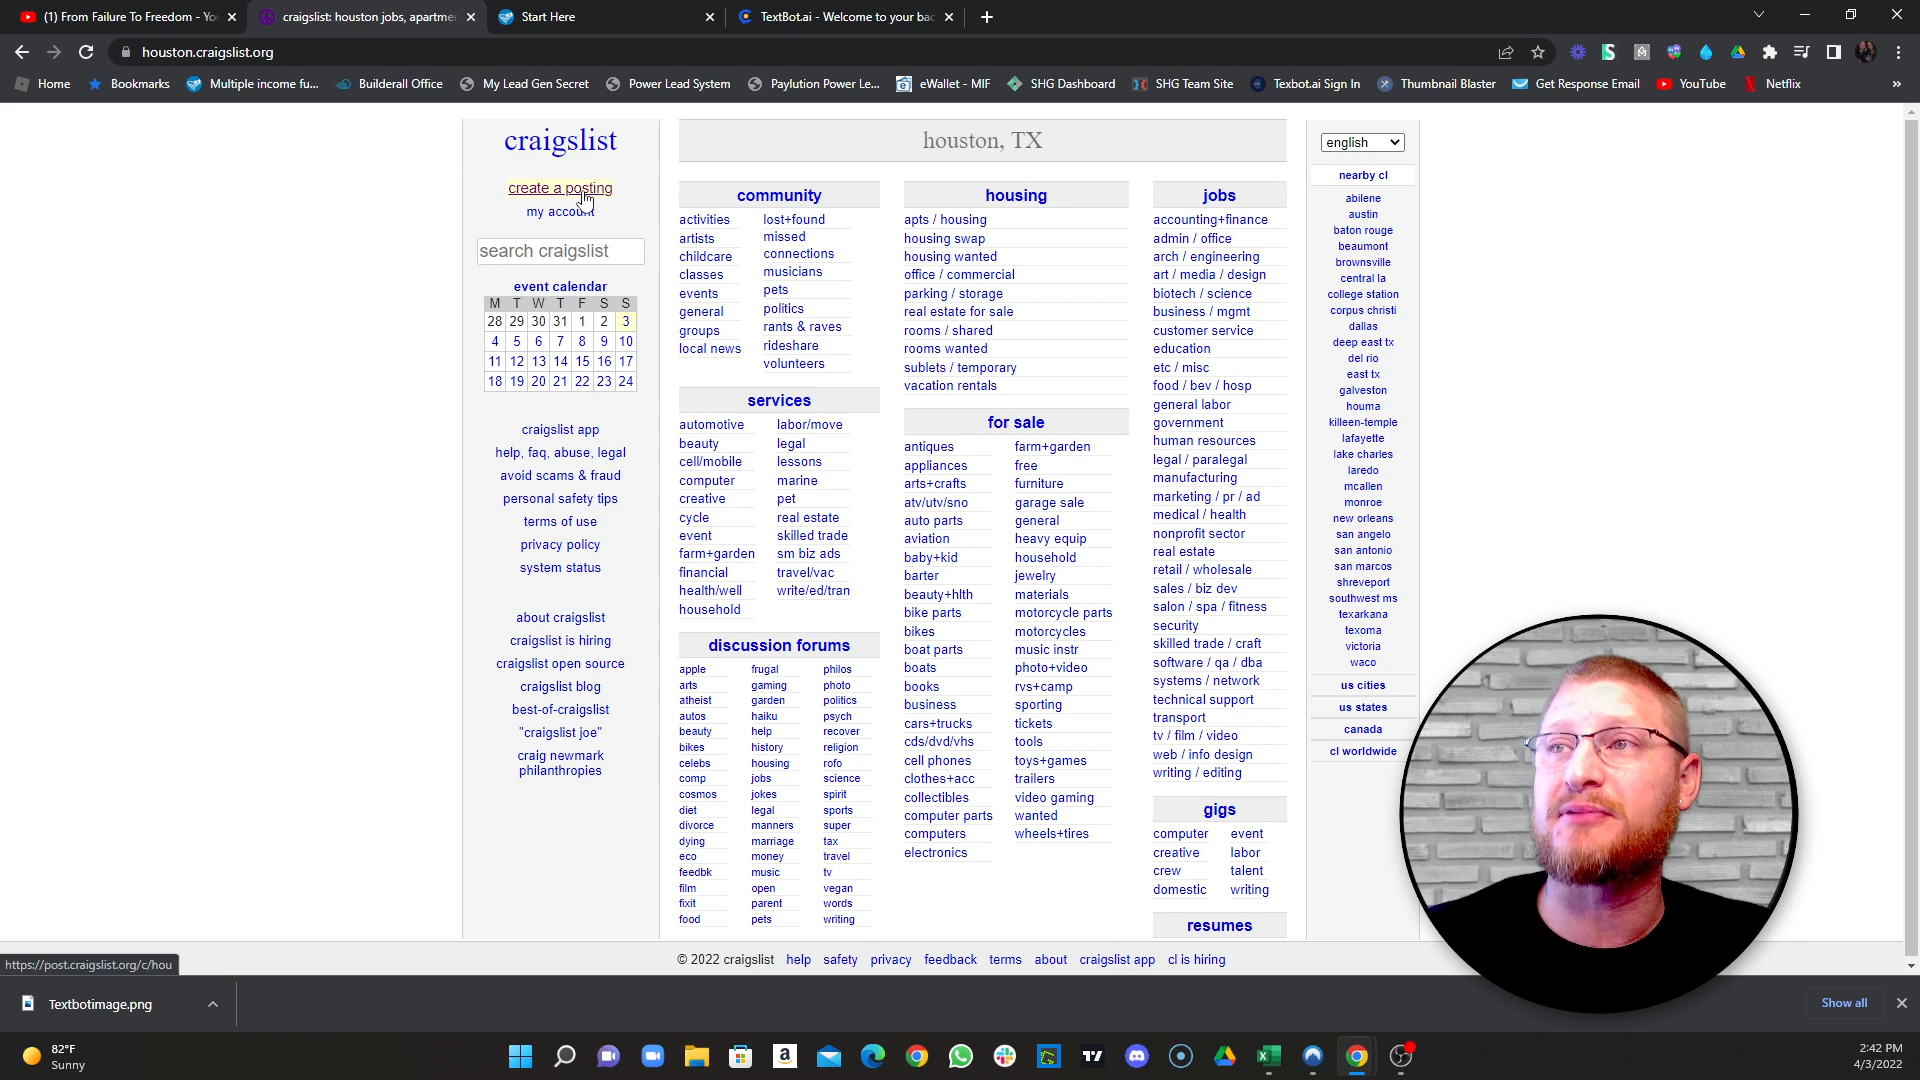 (1) From Failure To Freedom - Yo
craigslist: houston jobs, apartmen
Start Here
TextBot.ai - Welcome to your bac
houston.craigslist.org
Home
Bookmarks
Multiple income fu...
Builderall Office
My Lead Gen Secret
Power Lead System
Paylution Power Le...
eWallet - MIF
SHG Dashboard
SHG Team Site
Texbot.ai Sign In
Thumbnail Blaster
Get Response Email
YouTube
Netflix
»
craigslist
create a posting
my account
search craigslist
event calendar
M T W T F S S
28 29 30 31 1 2 3
4 5 6 7 8 9 10
11 12 13 14 15 16 17
18 19 20 21 22 23 24
craigslist app
help, faq, abuse, legal
avoid scams & fraud
personal safety tips
terms of use
privacy policy
system status
about craigslist
craigslist is hiring
craigslist open source
craigslist blog
best-of-craigslist
"craigslist joe"
craig newmark
philanthropies
houston, TX
community
activities
artists
childcare
classes
events
general
groups
local news
lost+found
missed
connections
musicians
pets
politics
rants & raves
rideshare
volunteers
services
automotive
beauty
cell/mobile
computer
creative
cycle
event
farm+garden
financial
health/well
household
labor/move
legal
lessons
marine
pet
real estate
skilled trade
sm biz ads
travel/vac
write/ed/tran
discussion forums
apple
arts
atheist
autos
beauty
bikes
celebs
comp
cosmos
diet
divorce
dying
eco
feedbk
film
fixit
food
frugal
gaming
garden
haiku
help
history
housing
jobs
jokes
legal
manners
marriage
money
music
open
parent
pets
philos
photo
politics
psych
recover
religion
rofo
science
spirit
sports
super
tax
travel
tv
vegan
words
writing
housing
apts / housing
housing swap
housing wanted
office / commercial
parking / storage
real estate for sale
rooms / shared
rooms wanted
sublets / temporary
vacation rentals
for sale
antiques
appliances
arts+crafts
atv/utv/sno
auto parts
aviation
baby+kid
barter
beauty+hlth
bike parts
bikes
boat parts
boats
books
business
cars+trucks
cds/dvd/vhs
cell phones
clothes+acc
collectibles
computer parts
computers
electronics
farm+garden
free
furniture
garage sale
general
heavy equip
household
jewelry
materials
motorcycle parts
motorcycles
music instr
photo+video
rvs+camp
sporting
tickets
tools
toys+games
trailers
video gaming
wanted
wheels+tires
jobs
accounting+finance
admin / office
arch / engineering
art / media / design
biotech / science
business / mgmt
customer service
education
etc / misc
food / bev / hosp
general labor
government
human resources
legal / paralegal
manufacturing
marketing / pr / ad
medical / health
nonprofit sector
real estate
retail / wholesale
sales / biz dev
salon / spa / fitness
security
skilled trade / craft
software / qa / dba
systems / network
technical support
transport
tv / film / video
web / info design
writing / editing
gigs
computer
creative
crew
domestic
event
labor
talent
writing
resumes
english
nearby cl
abilene
austin
baton rouge
beaumont
brownsville
central la
college station
corpus christi
dallas
deep east tx
del rio
east tx
galveston
houma
killeen-temple
lafayette
lake charles
laredo
mcallen
monroe
new orleans
san angelo
san antonio
san marcos
shreveport
southwest ms
texarkana
texoma
victoria
waco
us cities
us states
canada
cl worldwide
© 2022 craigslist help safety privacy feedback terms about craigslist app cl is hiring
https://post.craigslist.org/c/hou
Textbotimage.png
Show all
82°F
Sunny
2:42 PM
4/3/2022